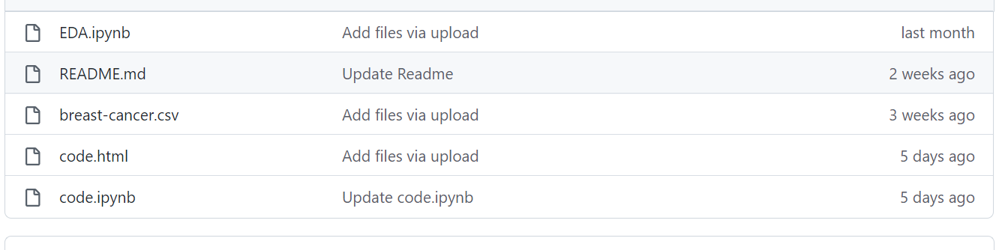 EDA.ipynb Add files via upload last month
README.md Update Readme 2 weeks ago
breast-cancer.csv Add files via upload 3 weeks ago
code.html Add files via upload 5 days ago
code.ipynb Update code.ipynb 5 days ago